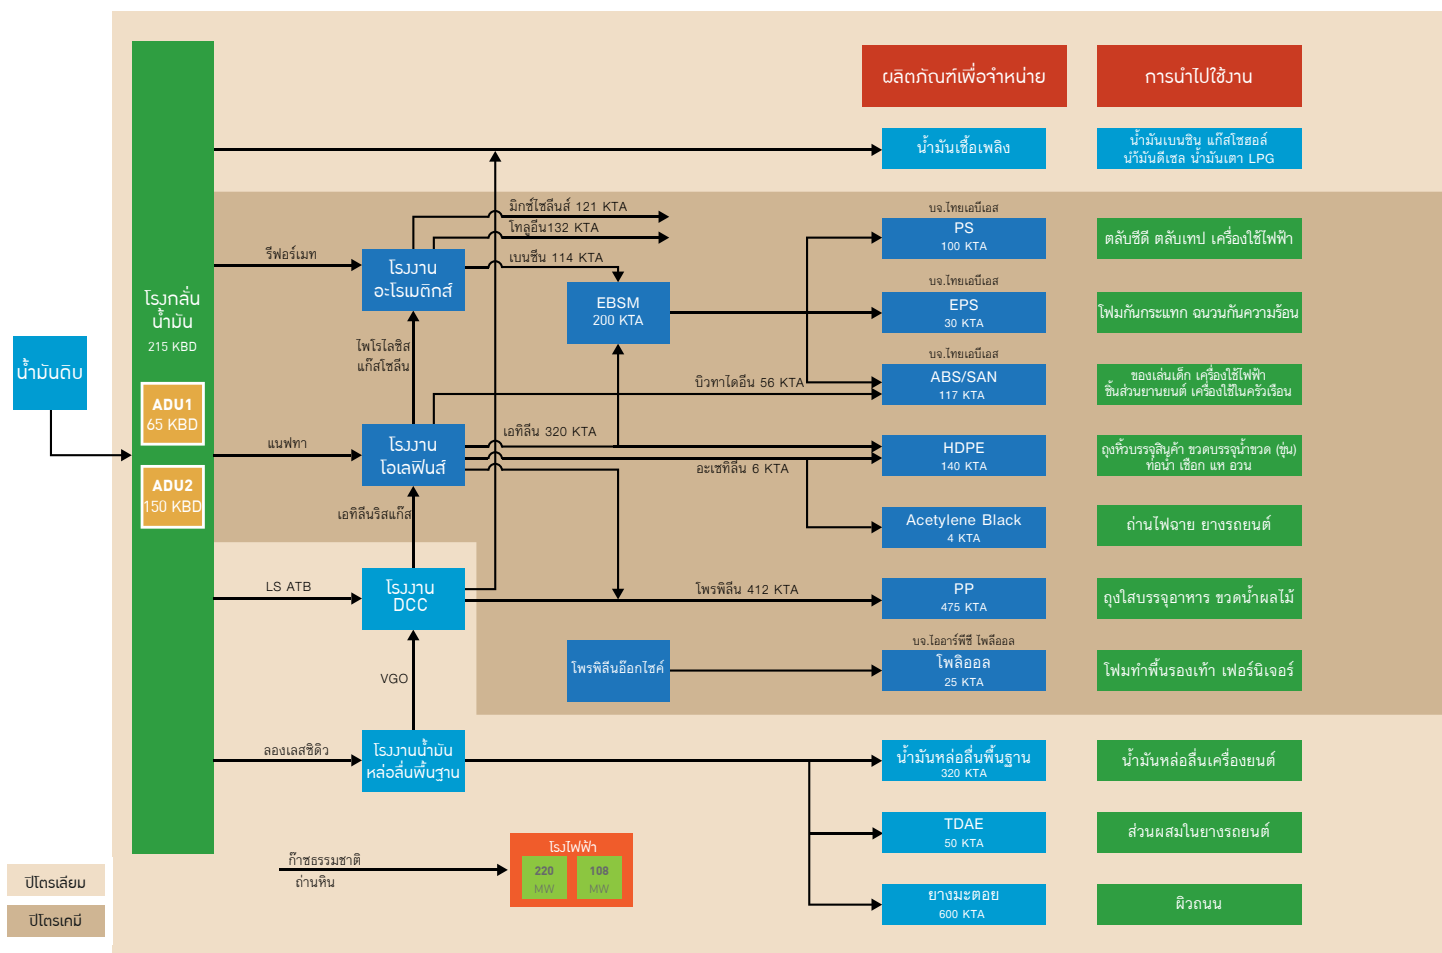 ผลิตภัณฑ์เพื่อจำหน่าย
การนำไปใช้งาน
น้ำมันเชื้อเพลิง
น้ำมันเบนซิน แก๊สโซฮอล์
น้ำมันดีเซล น้ำมันเตา LPG
มิกซ์ไซลีนส์ 121 KTA
โทลูอีน132 KTA
เบนซีน 114 KTA
รีฟอร์เมท
โรงงาน
อะโรเมติกส์
EBSM
200 KTA
บจ.ไทยเอบีเอส
PS
100 KTA
ตลับซีดี ตลับเทป เครื่องใช้ไฟฟ้า
บจ.ไทยเอบีเอส
EPS
30 KTA
โฟมกันกระแทก ฉนวนกันความร้อน
โรงกลั่น
น้ำมัน
215 KBD
น้ำมันดิบ
ADU1
65 KBD
ADU2
150 KBD
ไพโรไลซิส
แก๊สโซลีน
บิวทาไดอีน 56 KTA
บจ.ไทยเอบีเอส
ABS/SAN
117 KTA
ของเล่นเด็ก เครื่องใช้ไฟฟ้า
ชิ้นส่วนยานยนต์ เครื่องใช้ในครัวเรือน
แนฟทา
โรงงาน
โอเลฟินส์
เอทิลีน 320 KTA
อะเซทิลีน 6 KTA
HDPE
140 KTA
ถุงหิ้วบรรจุสินค้า ขวดบรรจุน้ำขวด (ขุ่น)
ท่อน้ำ เชือก แห อวน
เอทิลีนริสแก๊ส
Acetylene Black
4 KTA
ถ่านไฟฉาย ยางรถยนต์
LS ATB
โรงงาน
DCC
โพรพิลีน 412 KTA
PP
475 KTA
ถุงใสบรรจุอาหาร ขวดน้ำผลไม้
VGO
โพรพิลีนอ๊อกไซค์
บจ.ไออาร์พีซี โพลีออล
โพลิออล
25 KTA
โฟมทำพื้นรองเท้า เฟอร์นิเจอร์
ลองเลสซิดิว
โรงงานน้ำมัน
หล่อลื่นพื้นฐาน
น้ำมันหล่อลื่นพื้นฐาน
320 KTA
น้ำมันหล่อลื่นเครื่องยนต์
TDAE
50 KTA
ส่วนผสมในยางรถยนต์
ก๊าซธรรมชาติ
ถ่านหิน
โรงไฟฟ้า
220
MW
108
MW
ยางมะตอย
600 KTA
ผิวถนน
ปิโตรเลียม
ปิโตรเคมี